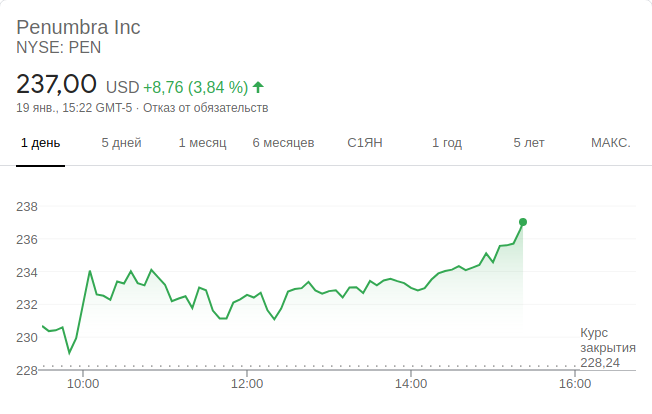 Penumbra Inc
NYSE: PEN
237,00 USD +8,76 (3,84 %)
19 янв., 15:22 GMT-5 · Отказ от обязательств
1 день 5 дней 1 месяц 6 месяцев С1ЯН 1 год 5 лет МАКС.
238
236
234
232
230
228
Курс
закрытия
228,24
10:00 12:00 14:00 16:00